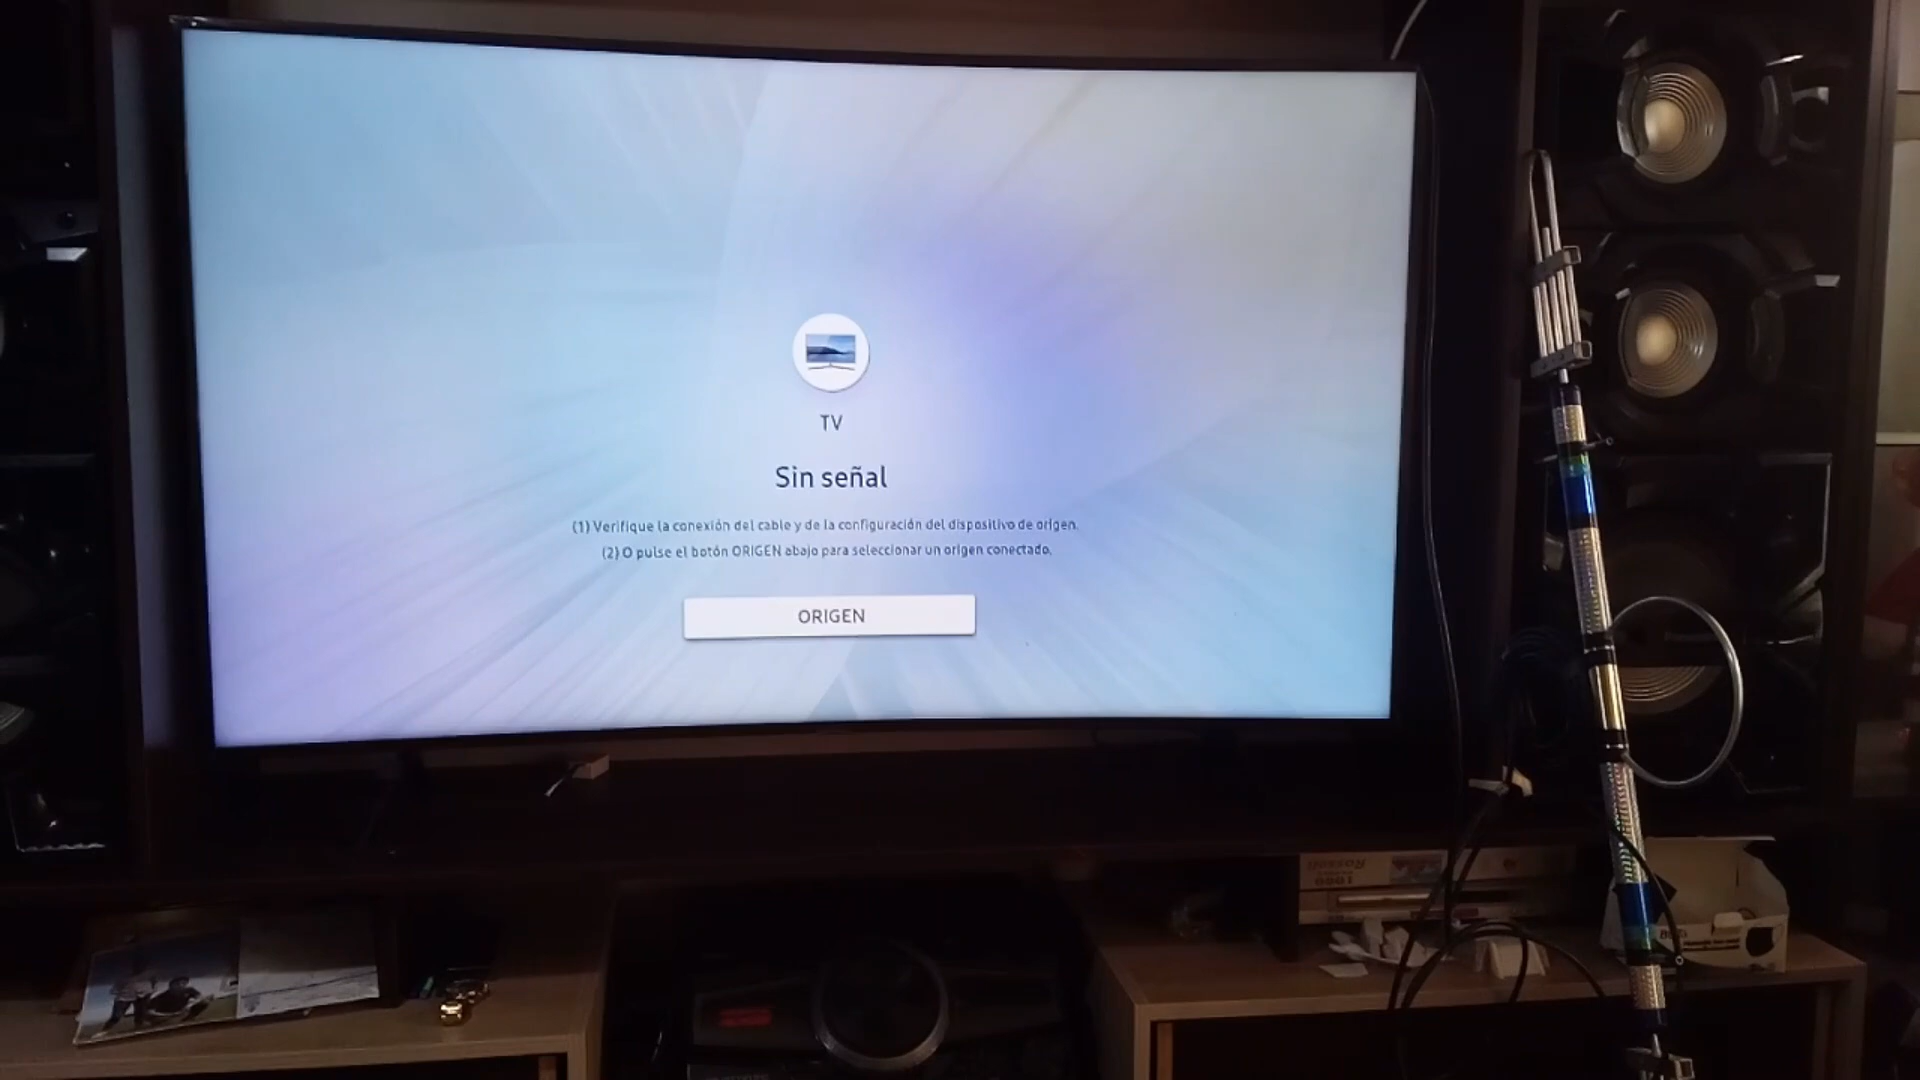 TV
Sin señal
(1) Verifique la conexión del cable y de la configuración del dispositivo de origen.
(2) O pulse el botón ORIGEN abajo para seleccionar un origen conectado.
ORIGEN
1000